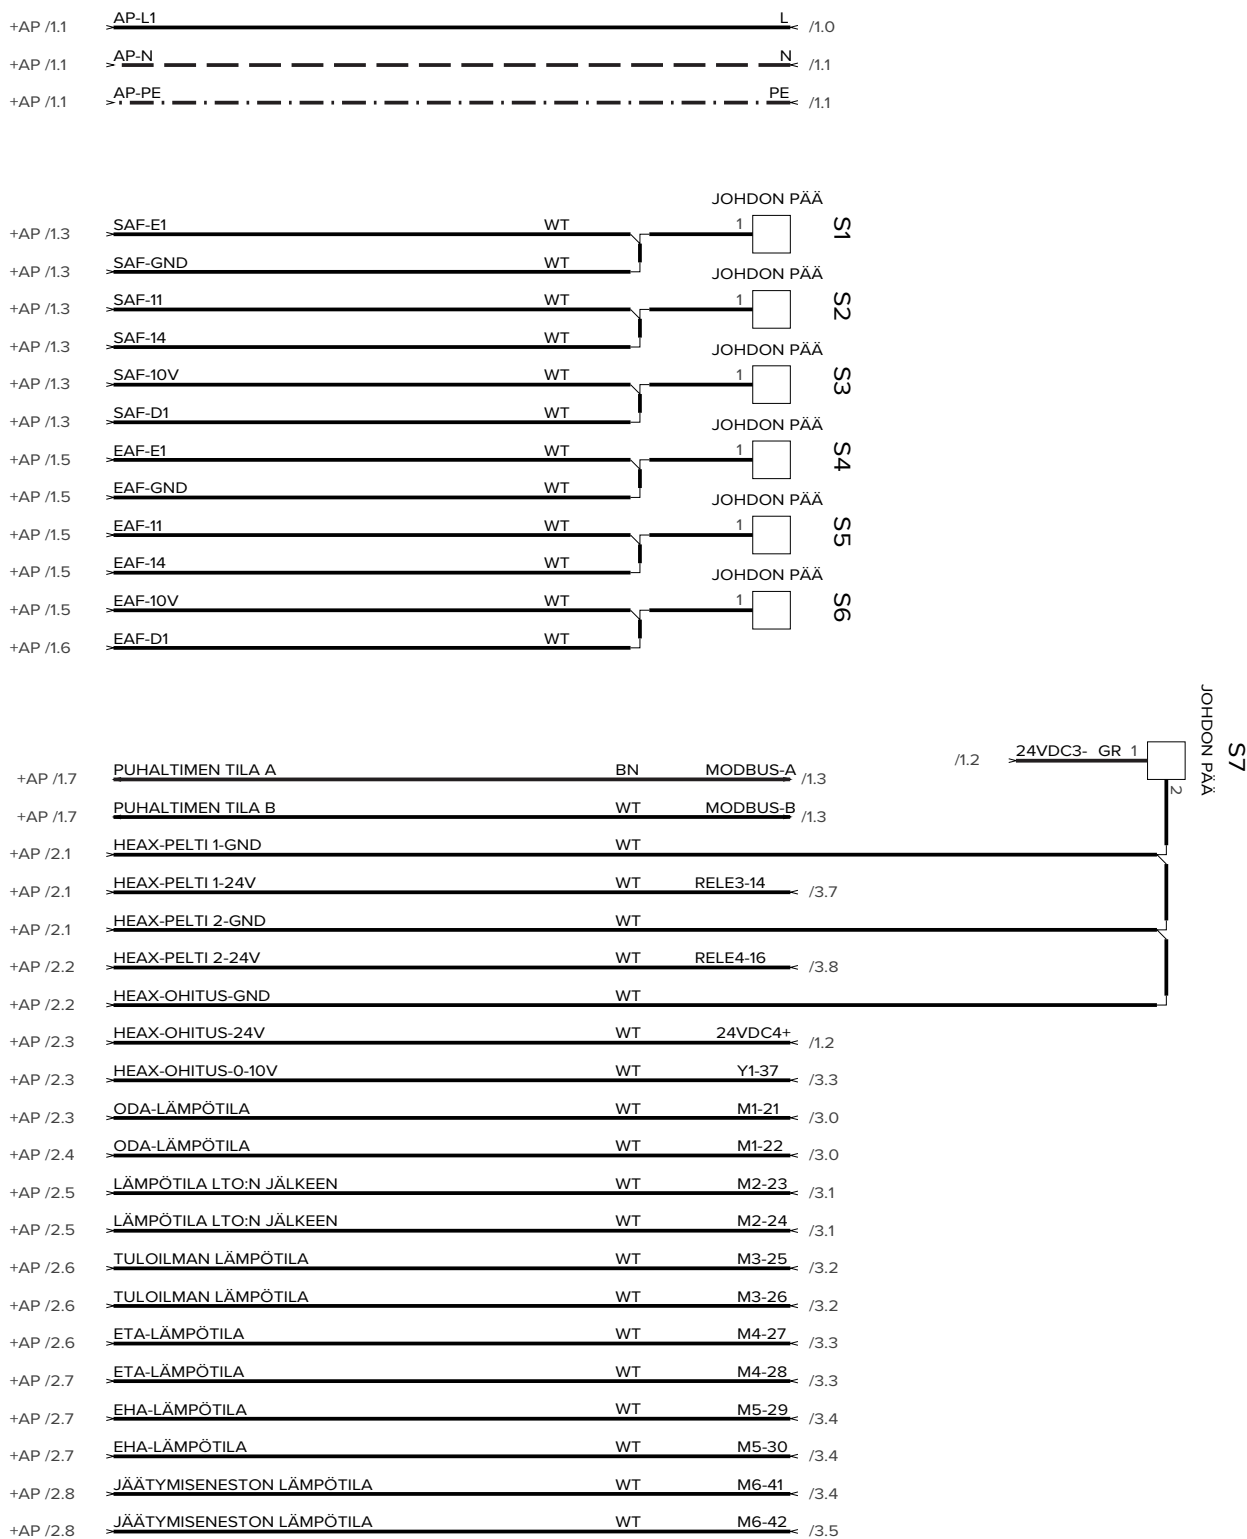 +AP /1.1 AP-L1 L /1.0
+AP /1.1 AP-N N /1.1
+AP /1.1 AP-PE PE /1.1
JOHDON PÄÄ
+AP /1.3 SAF-E1 WT 1 S1
+AP /1.3 SAF-GND WT
JOHDON PÄÄ
+AP /1.3 SAF-11 WT 1 S2
+AP /1.3 SAF-14 WT
JOHDON PÄÄ
+AP /1.3 SAF-10V WT 1 S3
+AP /1.3 SAF-D1 WT
JOHDON PÄÄ
+AP /1.5 EAF-E1 WT 1 S4
+AP /1.5 EAF-GND WT
JOHDON PÄÄ
+AP /1.5 EAF-11 WT 1 S5
+AP /1.5 EAF-14 WT
JOHDON PÄÄ
+AP /1.5 EAF-10V WT 1 S6
+AP /1.6 EAF-D1 WT
S7
JOHDON PÄÄ
/1.2 24VDC3- GR 1
2
+AP /1.7 PUHALTIMEN TILA A BN MODBUS-A /1.3
+AP /1.7 PUHALTIMEN TILA B WT MODBUS-B /1.3
+AP /2.1 HEAX-PELTI 1-GND WT
+AP /2.1 HEAX-PELTI 1-24V WT RELE3-14 /3.7
+AP /2.1 HEAX-PELTI 2-GND WT
+AP /2.2 HEAX-PELTI 2-24V WT RELE4-16 /3.8
+AP /2.2 HEAX-OHITUS-GND WT
+AP /2.3 HEAX-OHITUS-24V WT 24VDC4+ /1.2
+AP /2.3 HEAX-OHITUS-0-10V WT Y1-37 /3.3
+AP /2.3 ODA-LÄMPÖTILA WT M1-21 /3.0
+AP /2.4 ODA-LÄMPÖTILA WT M1-22 /3.0
+AP /2.5 LÄMPÖTILA LTO:N JÄLKEEN WT M2-23 /3.1
+AP /2.5 LÄMPÖTILA LTO:N JÄLKEEN WT M2-24 /3.1
+AP /2.6 TULOILMAN LÄMPÖTILA WT M3-25 /3.2
+AP /2.6 TULOILMAN LÄMPÖTILA WT M3-26 /3.2
+AP /2.6 ETA-LÄMPÖTILA WT M4-27 /3.3
+AP /2.7 ETA-LÄMPÖTILA WT M4-28 /3.3
+AP /2.7 EHA-LÄMPÖTILA WT M5-29 /3.4
+AP /2.7 EHA-LÄMPÖTILA WT M5-30 /3.4
+AP /2.8 JÄÄTYMISENESTON LÄMPÖTILA WT M6-41 /3.4
+AP /2.8 JÄÄTYMISENESTON LÄMPÖTILA WT M6-42 /3.5